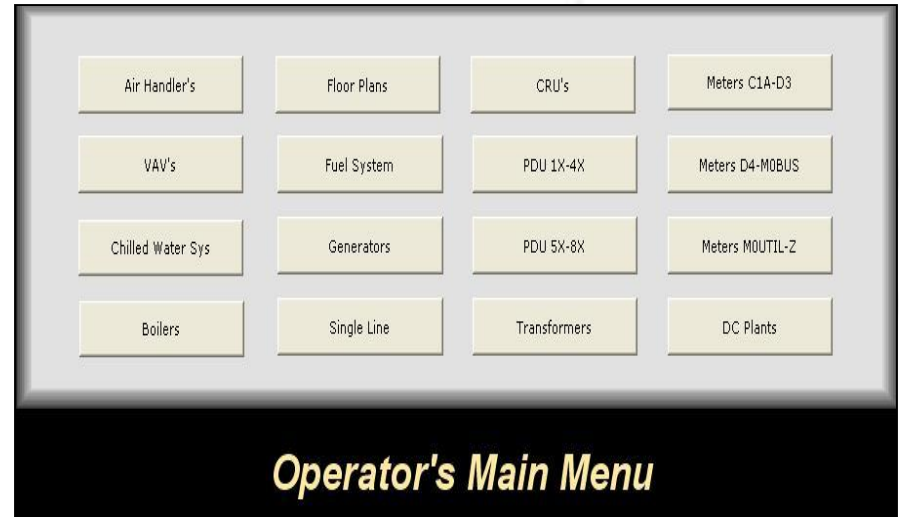 Air Handler's
Floor Plans
CRU's
Meters C1A-D3
VAV's
Fuel System
PDU 1X-4X
Meters D4-M0BUS
Chilled Water Sys
Generators
PDU 5X-8X
Meters M0UTIL-Z
Boilers
Single Line
Transformers
DC Plants
Operator's Main Menu